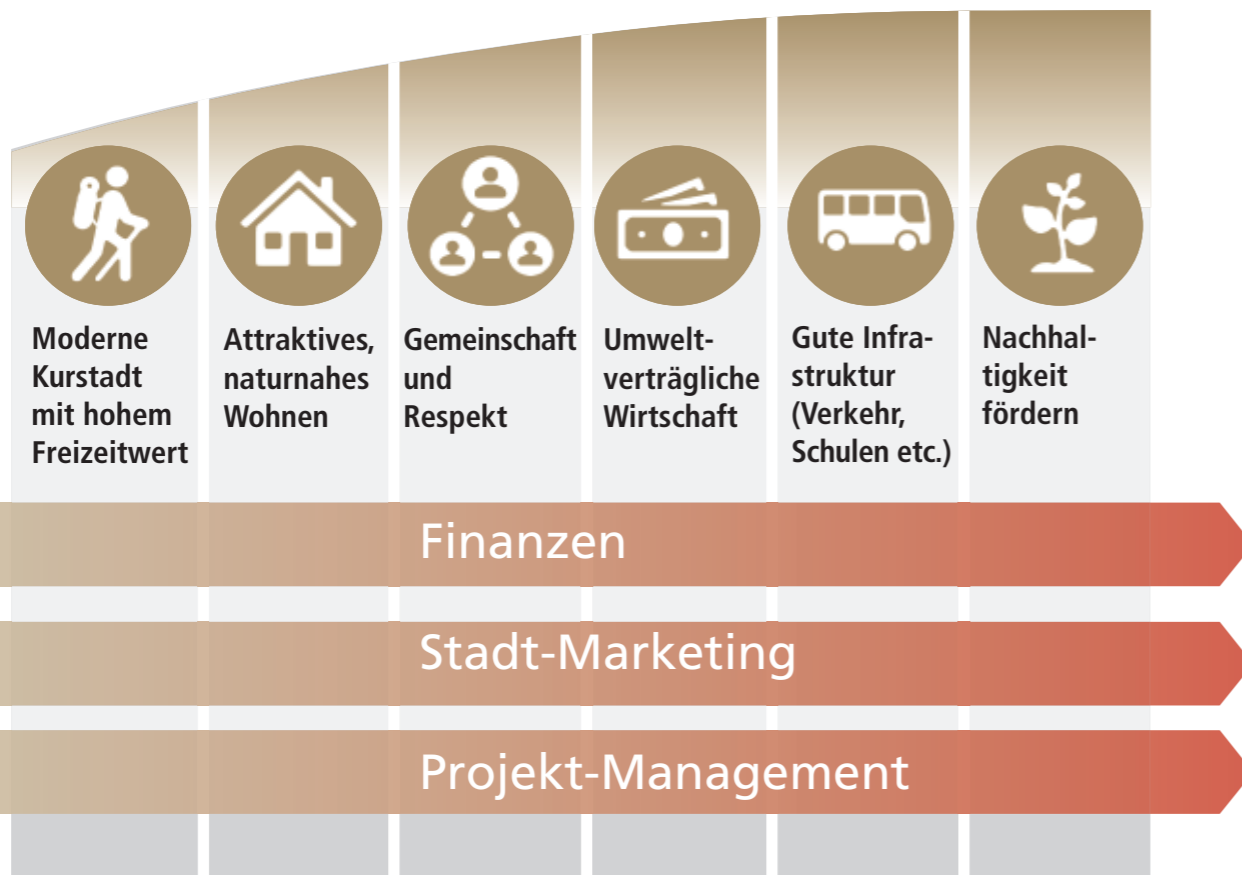 Moderne
Kurstadt
mit hohem
Freizeitwert
Attraktives,
naturnahes
Wohnen
Gemeinschaft
und
Respekt
Umwelt-
verträgliche
Wirtschaft
Gute Infra-
struktur
(Verkehr,
Schulen etc.)
Nachhal-
tigkeit
fördern
Finanzen
Stadt-Marketing
Projekt-Management